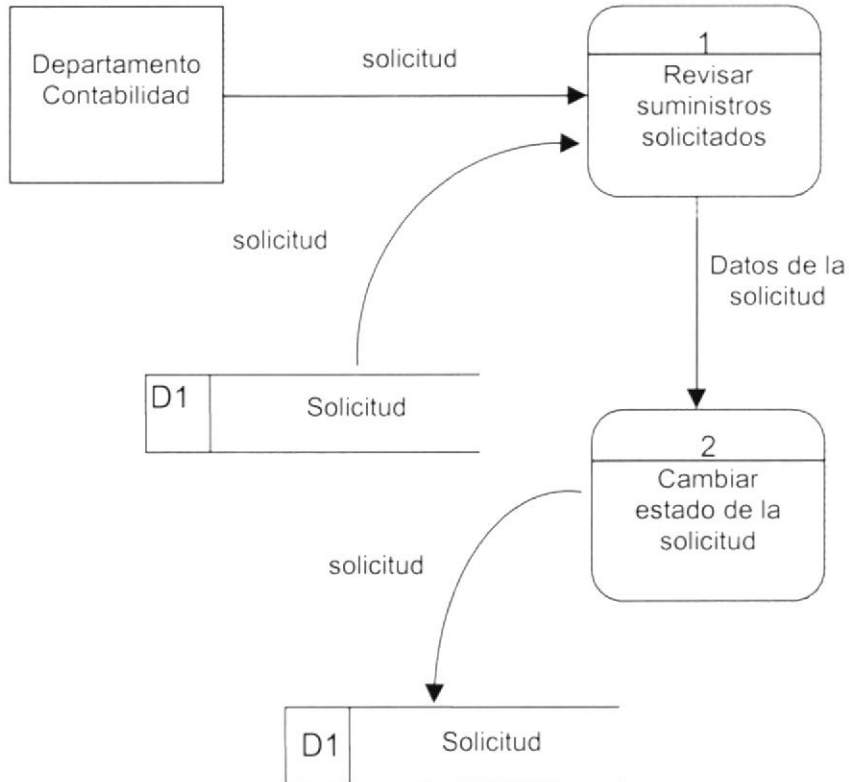 Departamento
Contabilidad
solicitud
1
Revisar
suministros
solicitados
solicitud
Datos de la
solicitud
D1
Solicitud
2
Cambiar
estado de la
solicitud
solicitud
D1
Solicitud